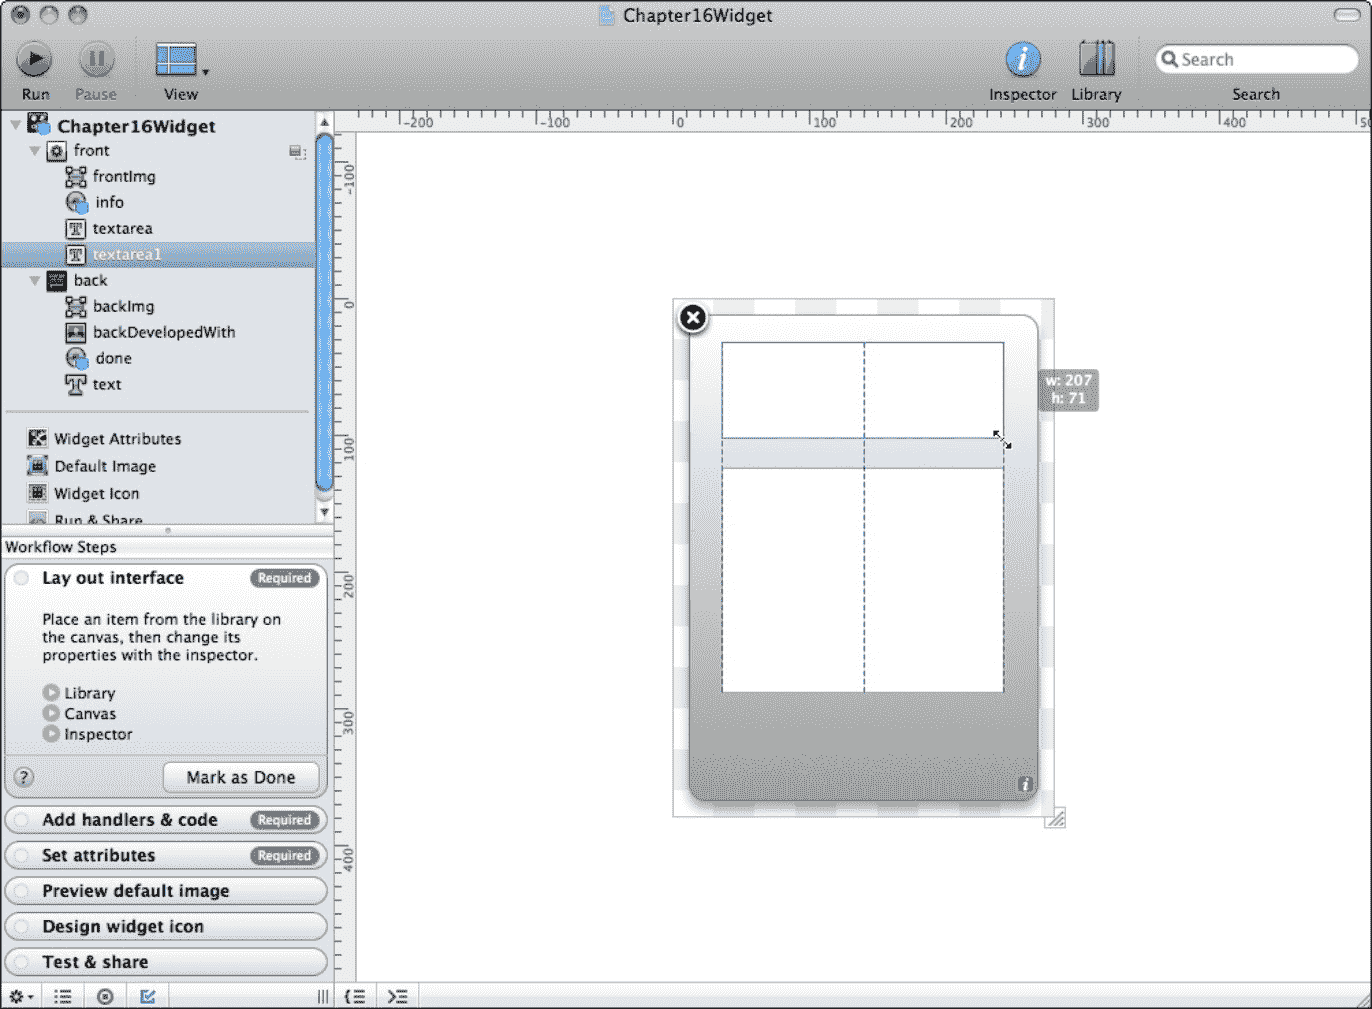 Chapter16Widget
Run
Pause
View
Inspector
Library
Search
Search
Chapter16Widget
front
frontImg
info
textarea
textarea1
back
backImg
backDevelopedWith
done
text
Widget Attributes
Default Image
Widget Icon
Run & Share
-200
-100
0
100
200
300
400
-100
0
100
200
300
400
w: 207
h: 71
Workflow Steps
Lay out interface
Required
Place an item from the library on
the canvas, then change its
properties with the inspector.
Library
Canvas
Inspector
?
Mark as Done
Add handlers & code
Required
Set attributes
Required
Preview default image
Design widget icon
Test & share